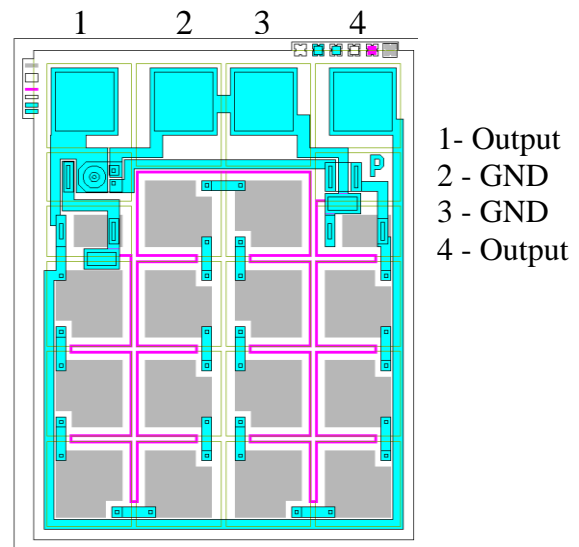 1 2 3 4
P
1- Output
2 - GND
3 - GND
4 - Output